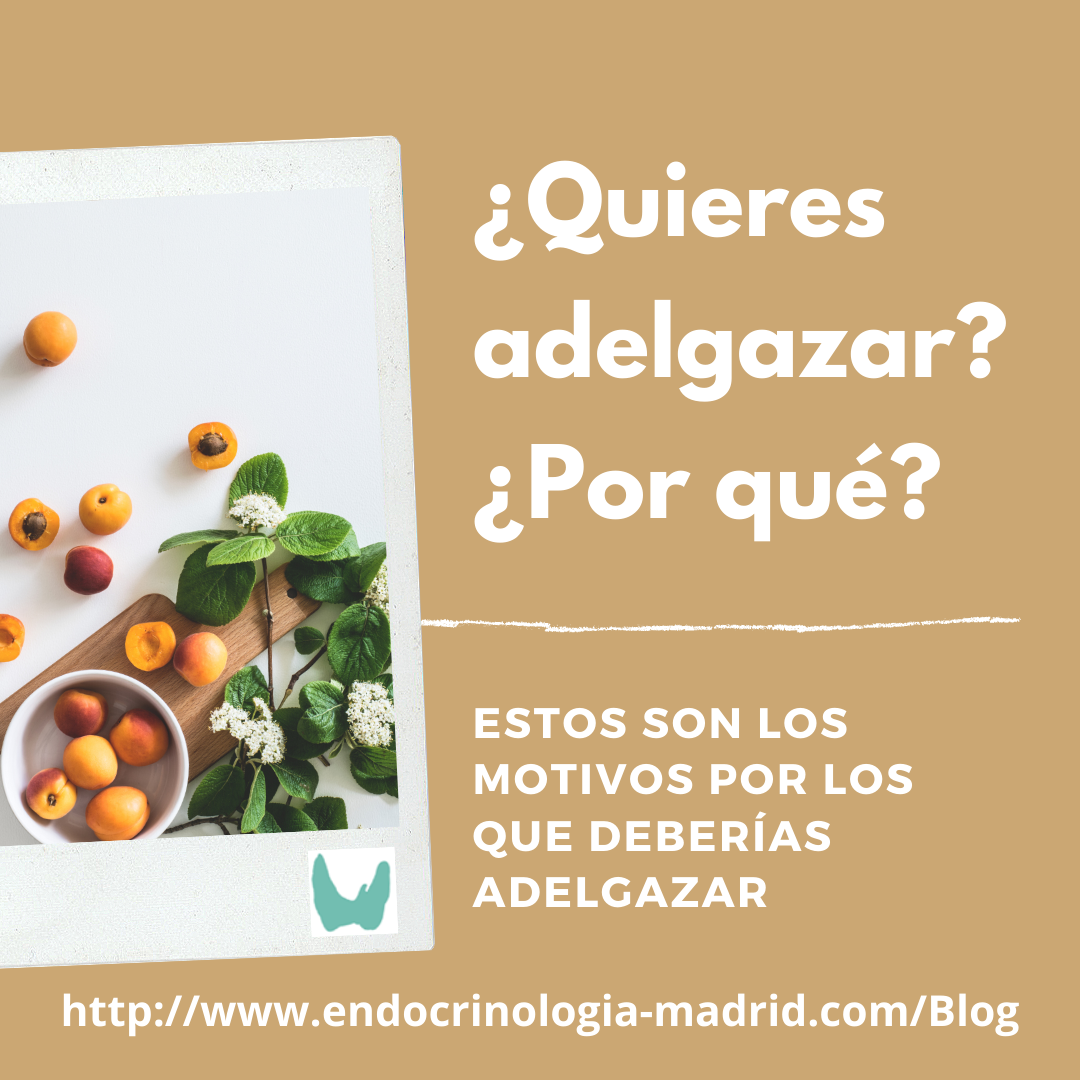 ¿Quieres
adelgazar?
¿Por qué?
ESTOS SON LOS
MOTIVOS POR LOS
QUE DEBERÍAS
ADELGAZAR
http://www.endocrinologia-madrid.com/Blog